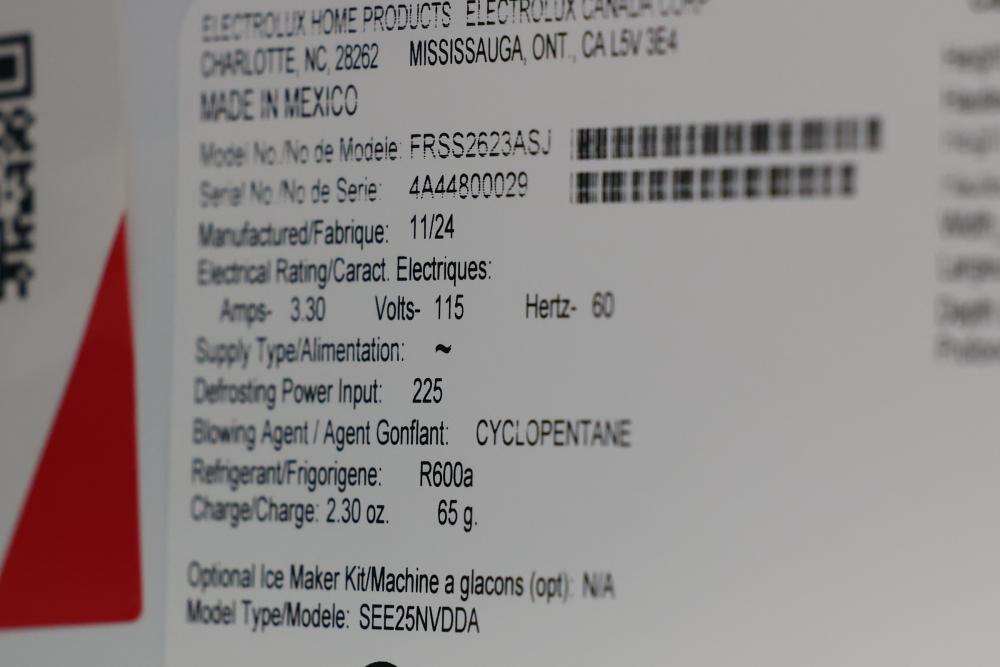 ELECTROLUX HOME PRODUCTS ELECTROLUX CANADA CORP
CHARLOTTE, NC, 28262 MISSISSAUGA, ONT., CA L5V 3E4
MADE IN MEXICO
Model No./No de Modele: FRSS2623ASJ
Serial No./No de Serie: 4A44800029
Manufactured/Fabrique: 11/24
Electrical Rating/Caract. Electriques:
Amps- 3.30 Volts- 115 Hertz- 60
Supply Type/Alimentation: ~
Defrosting Power Input: 225
Blowing Agent / Agent Gonflant: CYCLOPENTANE
Refrigerant/Frigorigene: R600a
Charge/Charge: 2.30 oz. 65 g.
Optional Ice Maker Kit/Machine a glacons (opt): N/A
Model Type/Modele: SEE25NVDDA